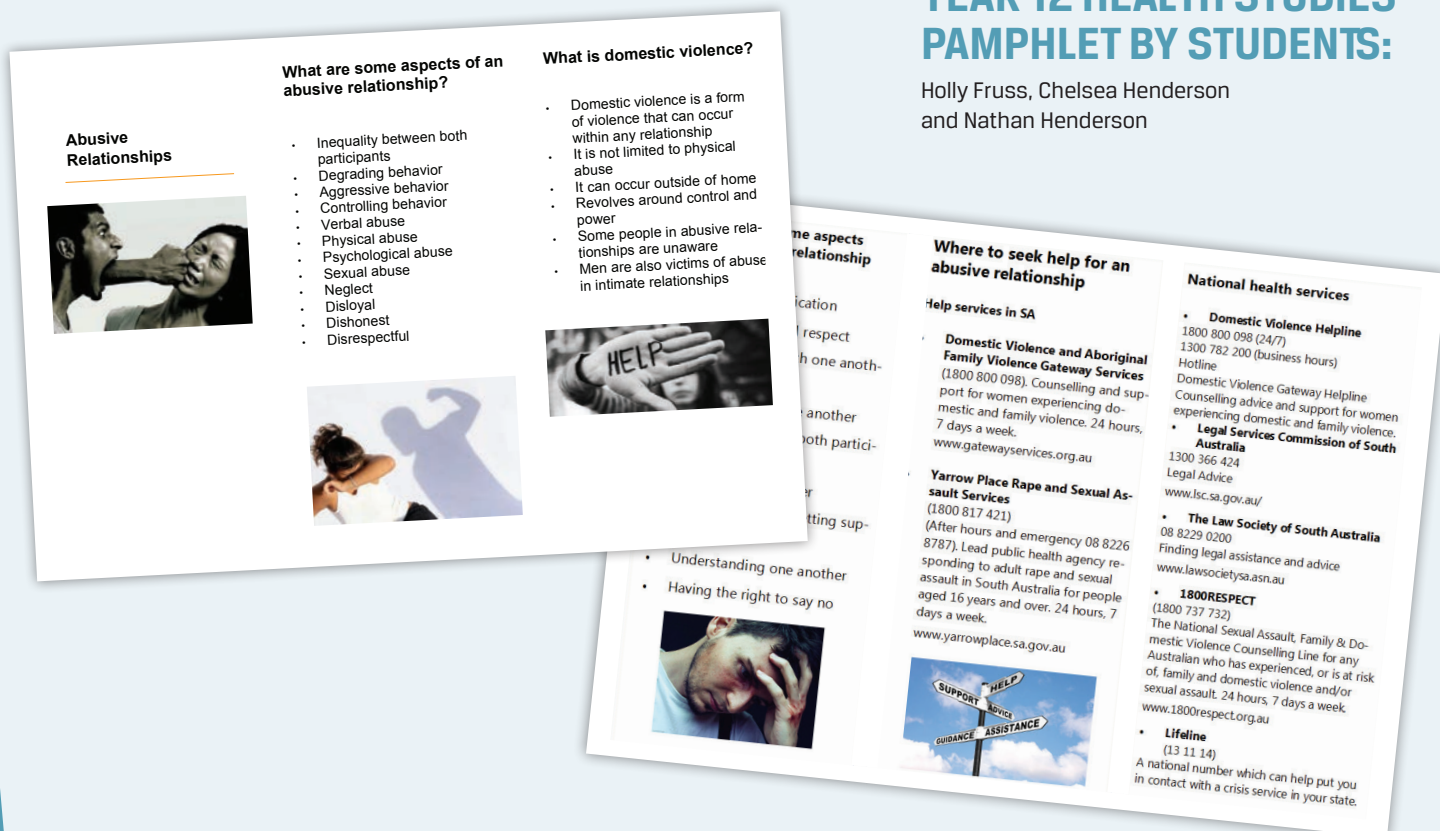 YEAR 12 HEALTH STUDIES
PAMPHLET BY STUDENTS:
Holly Fruss, Chelsea Henderson
and Nathan Henderson
Abusive
Relationships
What are some aspects of an
abusive relationship?
• Inequality between both
participants
• Degrading behavior
• Aggressive behavior
• Controlling behavior
• Verbal abuse
• Physical abuse
• Psychological abuse
• Sexual abuse
• Neglect
• Disloyal
• Dishonest
• Disrespectful
What is domestic violence?
• Domestic violence is a form
of violence that can occur
within any relationship
• It is not limited to physical
abuse
• It can occur outside of home
• Revolves around control and
power
• Some people in abusive rela-
tionships are unaware
• Men are also victims of abuse
in intimate relationships
HELP
aspects
relationship
respect
one anoth-
another
both partici-
sup-
• Understanding one another
• Having the right to say no
Where to seek help for an
abusive relationship
Help services in SA
Domestic Violence and Aboriginal
Family Violence Gateway Services
(1800 800 098). Counselling and sup-
port for women experiencing do-
mestic and family violence. 24 hours,
7 days a week.
www.gatewayservices.org.au
Yarrow Place Rape and Sexual As-
sault Services
(1800 817 421)
(After hours and emergency 08 8226
8787). Lead public health agency re-
sponding to adult rape and sexual
assault in South Australia for people
aged 16 years and over. 24 hours, 7
days a week.
www.yarrowplace.sa.gov.au
HELP
SUPPORT
ADVICE
GUIDANCE
ASSISTANCE
National health services
• Domestic Violence Helpline
1800 800 098 (24/7)
1300 782 200 (business hours)
Hotline
Domestic Violence Gateway Helpline
Counselling advice and support for women
experiencing domestic and family violence.
• Legal Services Commission of South
Australia
1300 366 424
Legal Advice
www.lsc.sa.gov.au/
• The Law Society of South Australia
08 8229 0200
Finding legal assistance and advice
www.lawsocietysa.asn.au
• 1800RESPECT
(1800 737 732)
The National Sexual Assault, Family & Do-
mestic Violence Counselling Line for any
Australian who has experienced, or is at risk
of, family and domestic violence and/or
sexual assault. 24 hours, 7 days a week.
www.1800respect.org.au
• Lifeline
(13 11 14)
A national number which can help put you
in contact with a crisis service in your state.